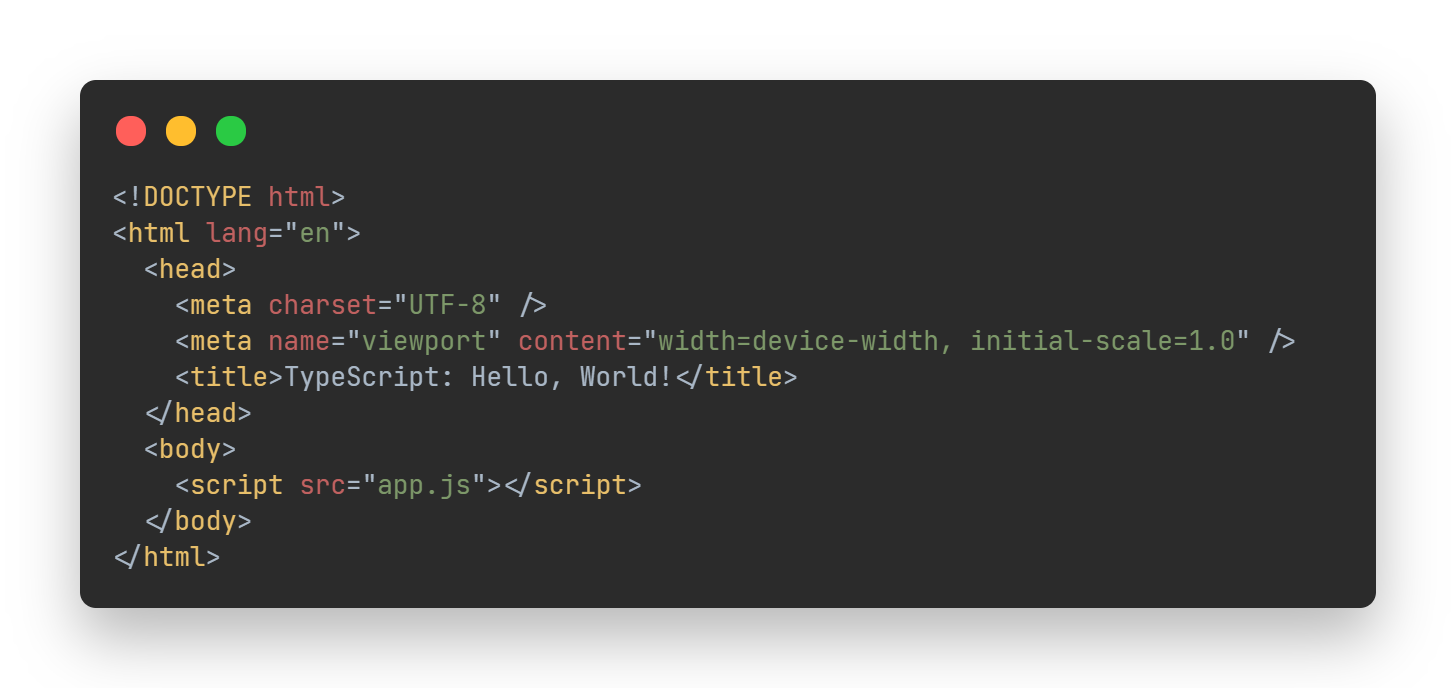 <!DOCTYPE html>
<html lang="en">
  <head>
    <meta charset="UTF-8" />
    <meta name="viewport" content="width=device-width, initial-scale=1.0" />
    <title>TypeScript: Hello, World!</title>
  </head>
  <body>
    <script src="app.js"></script>
  </body>
</html>